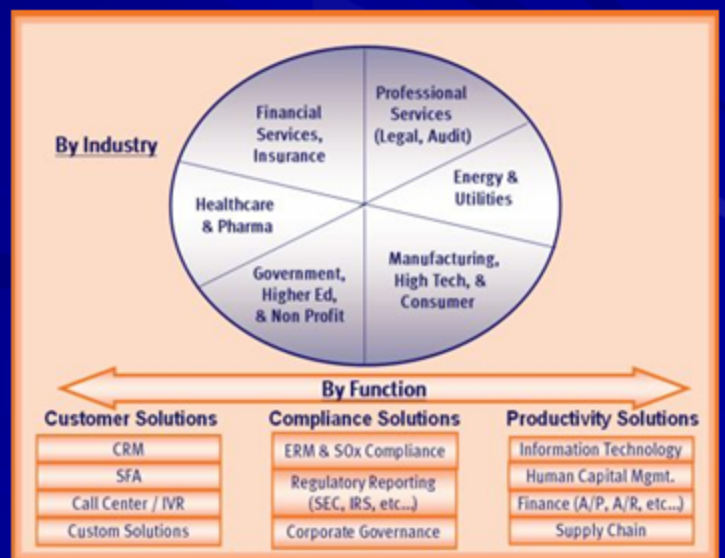 By Industry
Financial
Services,
Insurance
Professional
Services
(Legal, Audit)
Energy &
Utilities
Healthcare
& Pharma
Government,
Higher Ed,
& Non Profit
Manufacturing,
High Tech, &
Consumer
By Function
Customer Solutions
CRM
SFA
Call Center / IVR
Custom Solutions
Compliance Solutions
ERM & SOx Compliance
Regulatory Reporting
(SEC, IRS, etc...)
Corporate Governance
Productivity Solutions
Information Technology
Human Capital Mgmt.
Finance (A/P, A/R, etc...)
Supply Chain